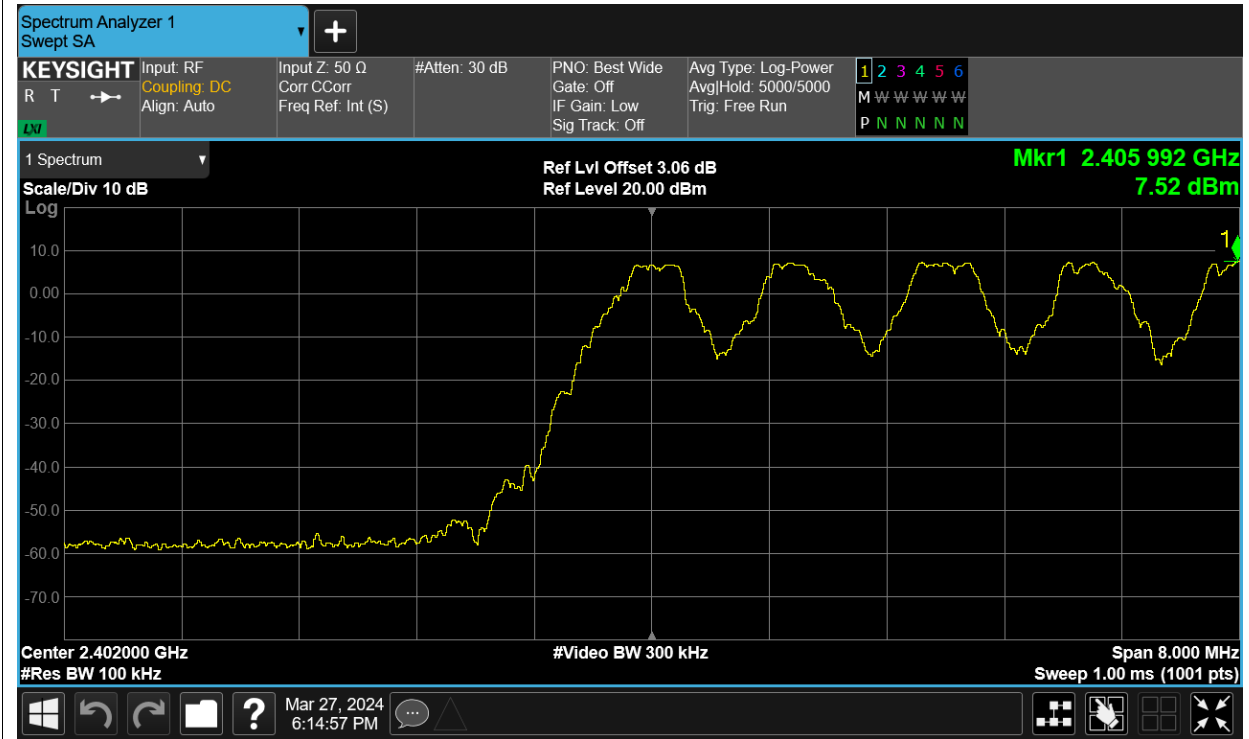 Spectrum Analyzer 1
Swept SA
KEYSIGHT
R T
LXI
Input: RF
Coupling: DC
Align: Auto
Input Z: 50 Ω
Corr CCorr
Freq Ref: Int (S)
#Atten: 30 dB
PNO: Best Wide
Gate: Off
IF Gain: Low
Sig Track: Off
Avg Type: Log-Power
Avg|Hold: 5000/5000
Trig: Free Run
1 2 3 4 5 6
M W W W W W
P N N N N N
1 Spectrum
Scale/Div 10 dB
Log
Ref Lvl Offset 3.06 dB
Ref Level 20.00 dBm
Mkr1 2.405 992 GHz
7.52 dBm
1
10.0
0.00
-10.0
-20.0
-30.0
-40.0
-50.0
-60.0
-70.0
Center 2.402000 GHz
#Res BW 100 kHz
#Video BW 300 kHz
Span 8.000 MHz
Sweep 1.00 ms (1001 pts)
?
Mar 27, 2024
6:14:57 PM